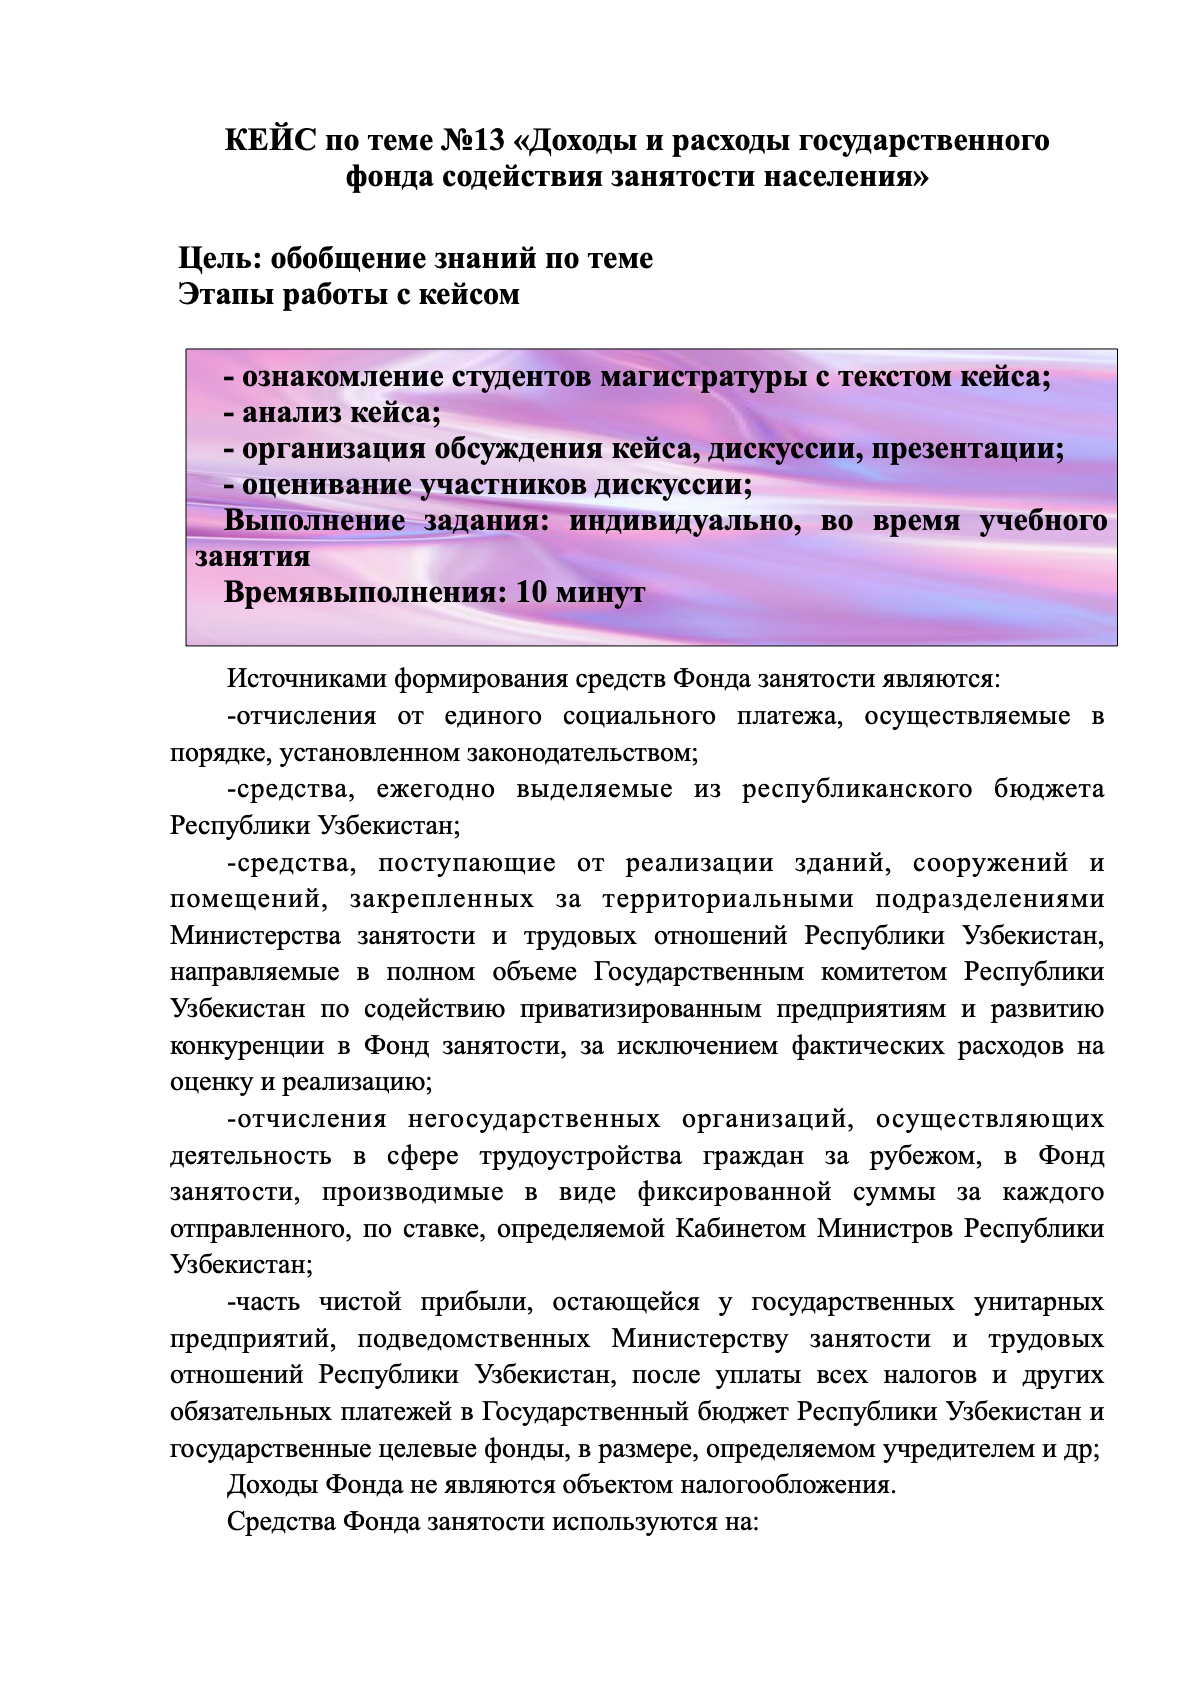 КЕЙС по теме №13 «Доходы и расходы государственного
фонда содействия занятости населения»
Цель: обобщение знаний по теме
Этапы работы с кейсом
- ознакомление студентов магистратуры с текстом кейса;
- анализ кейса;
- организация обсуждения кейса, дискуссии, презентации;
- оценивание участников дискуссии;
Выполнение задания: индивидуально, во время учебного
занятия
Времявыполнения: 10 минут
Источниками формирования средств Фонда занятости являются:
-отчисления от единого социального платежа, осуществляемые в
порядке, установленном законодательством;
-средства, ежегодно выделяемые из республиканского бюджета
Республики Узбекистан;
-средства, поступающие от реализации зданий, сооружений и
помещений, закрепленных за территориальными подразделениями
Министерства занятости и трудовых отношений Республики Узбекистан,
направляемые в полном объеме Государственным комитетом Республики
Узбекистан по содействию приватизированным предприятиям и развитию
конкуренции в Фонд занятости, за исключением фактических расходов на
оценку и реализацию;
-отчисления негосударственных организаций, осуществляющих
деятельность в сфере трудоустройства граждан за рубежом, в Фонд
занятости, производимые в виде фиксированной суммы за каждого
отправленного, по ставке, определяемой Кабинетом Министров Республики
Узбекистан;
-часть чистой прибыли, остающейся у государственных унитарных
предприятий, подведомственных Министерству занятости и трудовых
отношений Республики Узбекистан, после уплаты всех налогов и других
обязательных платежей в Государственный бюджет Республики Узбекистан и
государственные целевые фонды, в размере, определяемом учредителем и др;
Доходы Фонда не являются объектом налогообложения.
Средства Фонда занятости используются на: